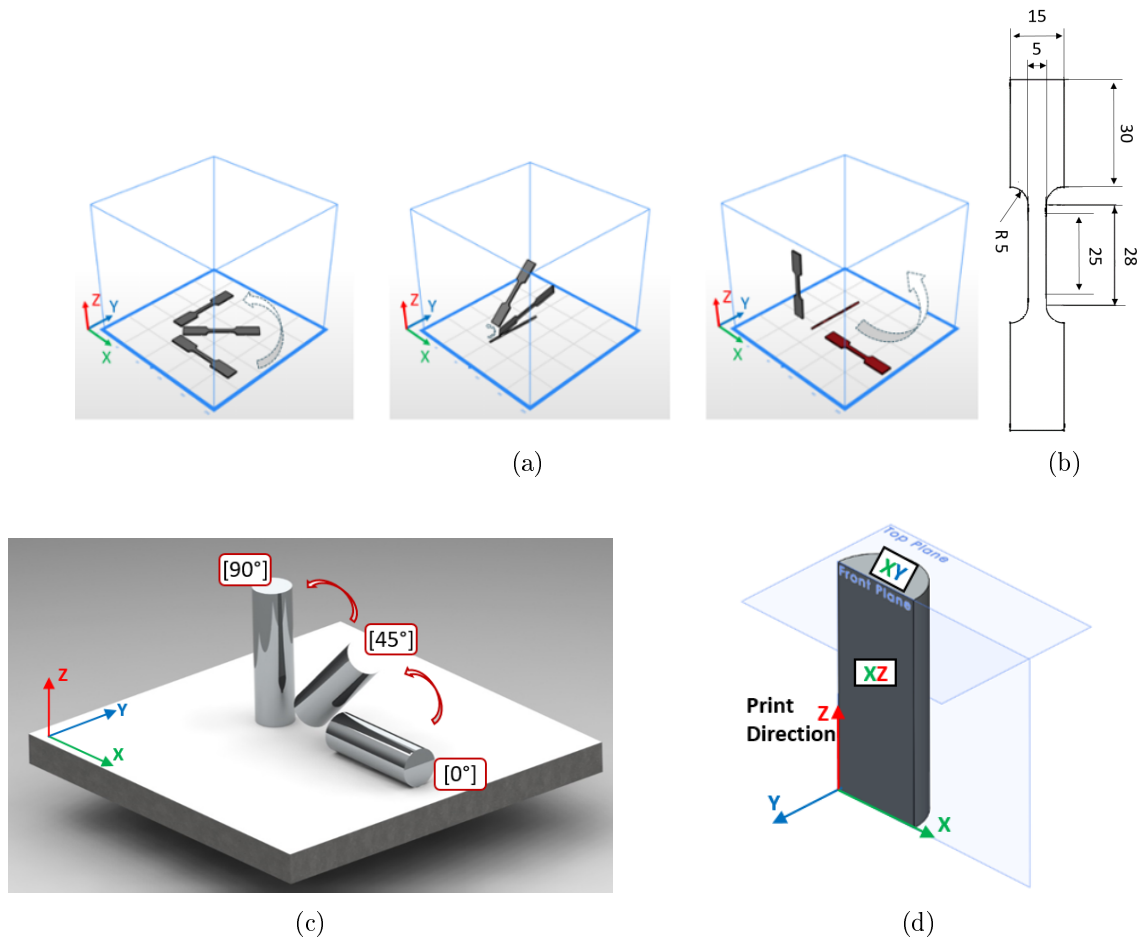 Z
Y
X
Z
Y
X
Z
Y
X
(a)
15
5
30
R 5
25
28
(b)
[90°]
[45°]
[0°]
Z
Y
X
(c)
Top Plane
XY
Front Plane
XZ
Print
Direction
Z
Y
X
(d)